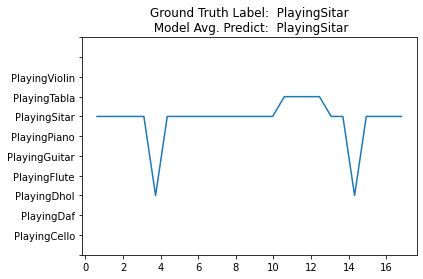 Ground Truth Label:  PlayingSitar
Model Avg. Predict:  PlayingSitar
PlayingViolin
PlayingTabla
PlayingSitar
PlayingPiano
PlayingGuitar
PlayingFlute
PlayingDhol
PlayingDaf
PlayingCello
0 2 4 6 8 10 12 14 16